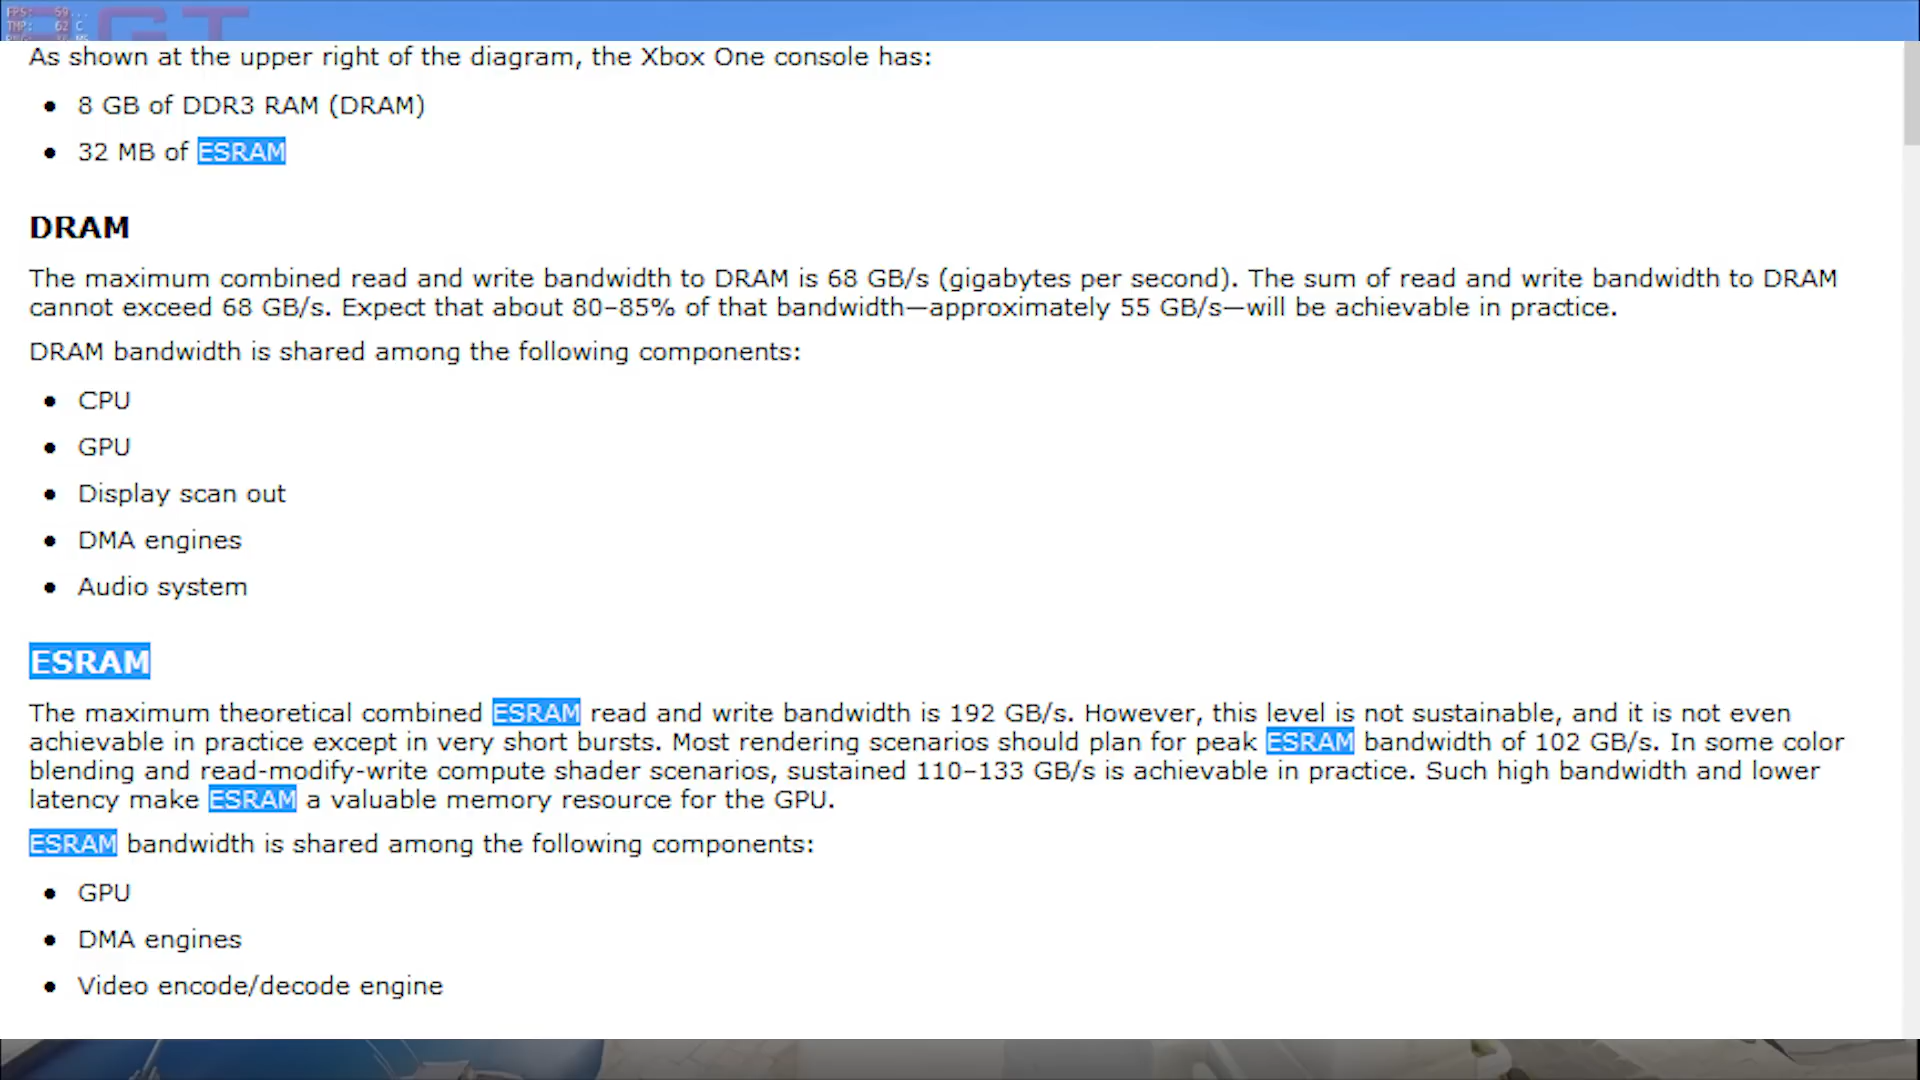 FPS: 59...
TMP: 62 C
RGT
As shown at the upper right of the diagram, the Xbox One console has:
• 8 GB of DDR3 RAM (DRAM)
• 32 MB of ESRAM
DRAM
The maximum combined read and write bandwidth to DRAM is 68 GB/s (gigabytes per second). The sum of read and write bandwidth to DRAM
cannot exceed 68 GB/s. Expect that about 80–85% of that bandwidth—approximately 55 GB/s—will be achievable in practice.
DRAM bandwidth is shared among the following components:
• CPU
• GPU
• Display scan out
• DMA engines
• Audio system
ESRAM
The maximum theoretical combined ESRAM read and write bandwidth is 192 GB/s. However, this level is not sustainable, and it is not even
achievable in practice except in very short bursts. Most rendering scenarios should plan for peak ESRAM bandwidth of 102 GB/s. In some color
blending and read-modify-write compute shader scenarios, sustained 110–133 GB/s is achievable in practice. Such high bandwidth and lower
latency make ESRAM a valuable memory resource for the GPU.
ESRAM bandwidth is shared among the following components:
• GPU
• DMA engines
• Video encode/decode engine